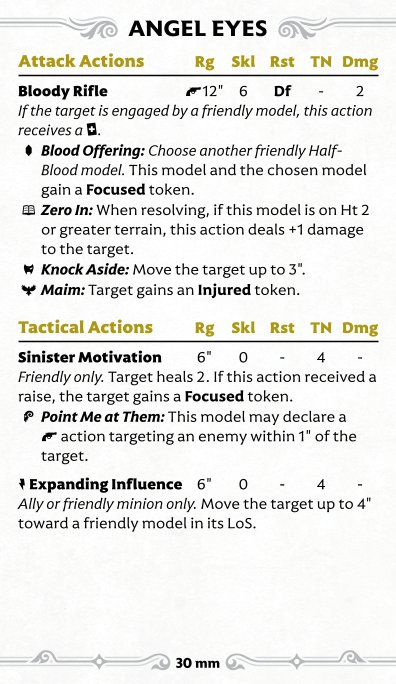 ANGEL EYES
Attack Actions Rg Skl Rst TN Dmg
Bloody Rifle 12" 6 Df - 2
If the target is engaged by a friendly model, this action
receives a .
Blood Offering: Choose another friendly Half-
Blood model. This model and the chosen model
gain a Focused token.
Zero In: When resolving, if this model is on Ht 2
or greater terrain, this action deals +1 damage
to the target.
Knock Aside: Move the target up to 3".
Maim: Target gains an Injured token.
Tactical Actions Rg Skl Rst TN Dmg
Sinister Motivation 6" 0 - 4 -
Friendly only. Target heals 2. If this action received a
raise, the target gains a Focused token.
Point Me at Them: This model may declare a
action targeting an enemy within 1" of the
target.
Expanding Influence 6" 0 - 4 -
Ally or friendly minion only. Move the target up to 4"
toward a friendly model in its LoS.
30 mm